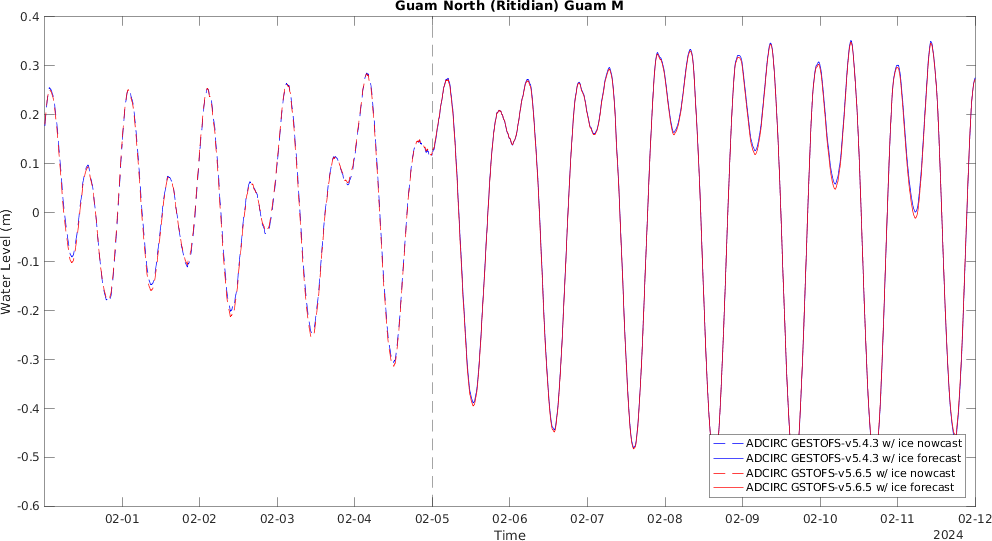 Guam North (Ritidian) Guam M
0.4
0.3
0.2
0.1
0
-0.1
-0.2
-0.3
-0.4
-0.5
-0.6
Water Level (m)
02-01 02-02 02-03 02-04 02-05 02-06 02-07 02-08 02-09 02-10 02-11 02-12
Time
2024
ADCIRC GESTOFS-v5.4.3 w/ ice nowcast
ADCIRC GESTOFS-v5.4.3 w/ ice forecast
ADCIRC GSTOFS-v5.6.5 w/ ice nowcast
ADCIRC GSTOFS-v5.6.5 w/ ice forecast